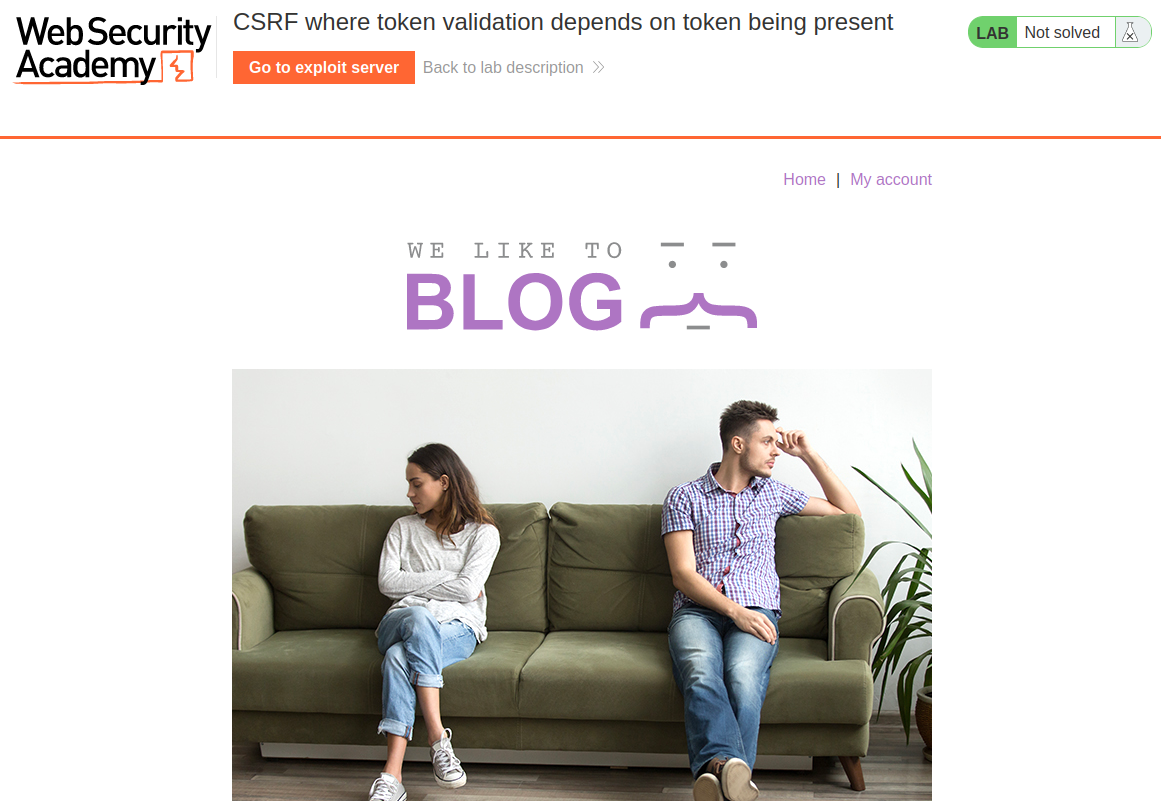 Web Security
Academy
CSRF where token validation depends on token being present
Go to exploit server
Back to lab description
LAB
Not solved
Home | My account
WE LIKE TO
BLOG